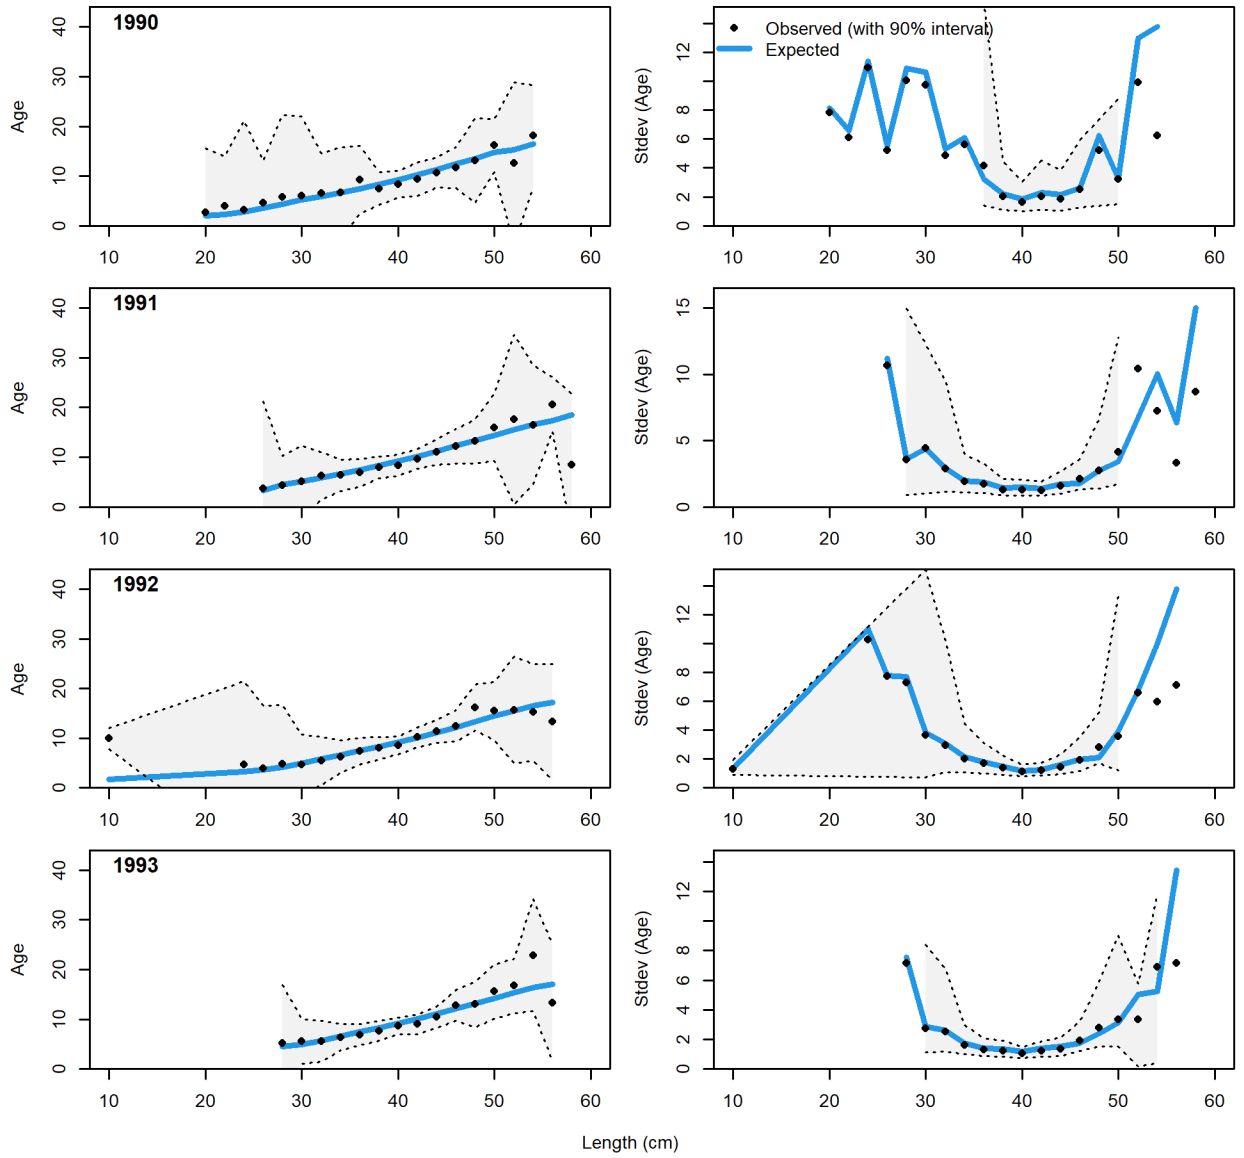 1990
Age
0 10 20 30 40
10 20 30 40 50 60
Observed (with 90% interval)
Expected
Stdev (Age)
0 2 4 6 8 12
10 20 30 40 50 60
1991
Age
0 10 20 30 40
10 20 30 40 50 60
Stdev (Age)
0 5 10 15
10 20 30 40 50 60
1992
Age
0 10 20 30 40
10 20 30 40 50 60
Stdev (Age)
0 2 4 6 8 12
10 20 30 40 50 60
1993
Age
0 10 20 30 40
10 20 30 40 50 60
Stdev (Age)
0 2 4 6 8 12
10 20 30 40 50 60
Length (cm)